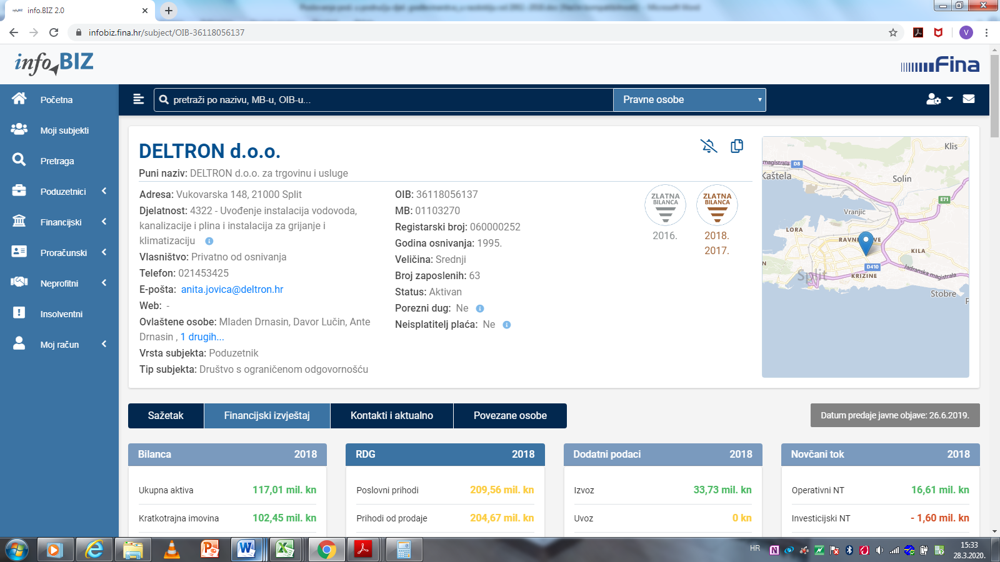 info.BIZ 2.0
infobiz.fina.hr/subject/OIB-36118056137
V
info.BIZ
Fina
Početna
Moji subjekti
Pretraga
Poduzetnici
Financijski
Proračunski
Neprofitni
Insolventni
Moj račun
pretraži po nazivu, MB-u, OIB-u...
Pravne osobe
DELTRON d.o.o.
Puni naziv: DELTRON d.o.o. za trgovinu i usluge
Adresa: Vukovarska 148, 21000 Split
Djelatnost: 4322 - Uvođenje instalacija vodovoda,
kanalizacije i plina i instalacija za grijanje i
klimatizaciju
Vlasništvo: Privatno od osnivanja
Telefon: 021453425
E-pošta: anita.jovica@deltron.hr
Web: -
Ovlaštene osobe: Mladen Drnasin, Davor Lučin, Ante
Drnasin , 1 drugih...
Vrsta subjekta: Poduzetnik
Tip subjekta: Društvo s ograničenom odgovornošću
OIB: 36118056137
MB: 01103270
Registarski broj: 060000252
Godina osnivanja: 1995.
Veličina: Srednji
Broj zaposlenih: 63
Status: Aktivan
Porezni dug: Ne
Neisplatitelj plaća: Ne
ZLATNA
BILANCA
2016.
ZLATNA
BILANCA
2018.
2017.
Klis
magistrala D8
Kaštela
Solin
E71
Vranjic
LORA
KILA
D410
Split
KRIZINE
Jadranska magistrala
Stobre
Sažetak
Financijski izvještaj
Kontakti i aktualno
Povezane osobe
Datum predaje javne objave: 26.6.2019.
Bilanca 2018
Ukupna aktiva 117,01 mil. kn
Kratkotrajna imovina 102,45 mil. kn
RDG 2018
Poslovni prihodi 209,56 mil. kn
Prihodi od prodaje 204,67 mil. kn
Dodatni podaci 2018
Izvoz 33,73 mil. kn
Uvoz 0 kn
Novčani tok 2018
Operativni NT 16,61 mil. kn
Investicijski NT - 1,60 mil. kn
HR
15:33
28.3.2020.